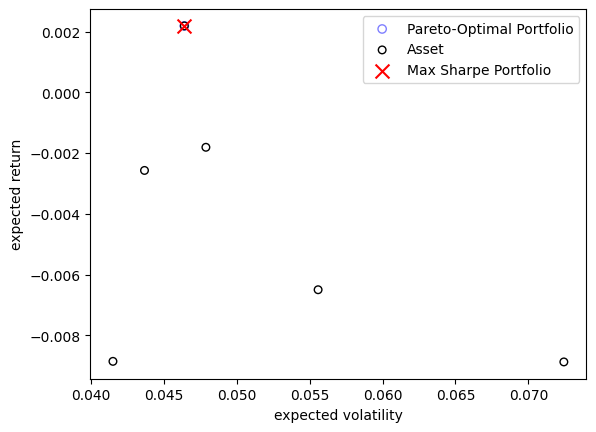 0.002
0.000
−0.002
−0.004
−0.006
−0.008
expected return
Pareto-Optimal Portfolio
Asset
Max Sharpe Portfolio
0.040 0.045 0.050 0.055 0.060 0.065 0.070
expected volatility